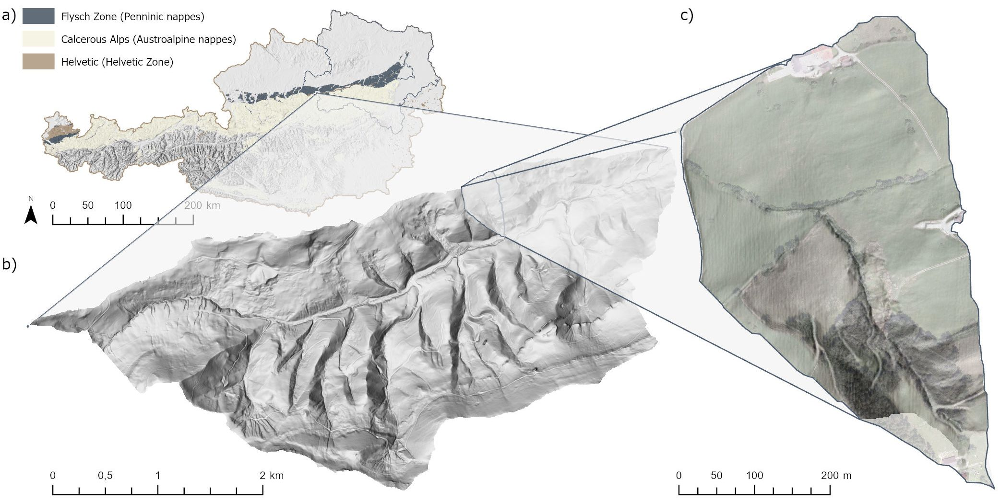 a)
Flysch Zone (Penninic nappes)
Calcerous Alps (Austroalpine nappes)
Helvetic (Helvetic Zone)
c)
N
0 50 100 200 km
b)
0 0,5 1 2 km
0 50 100 200 m